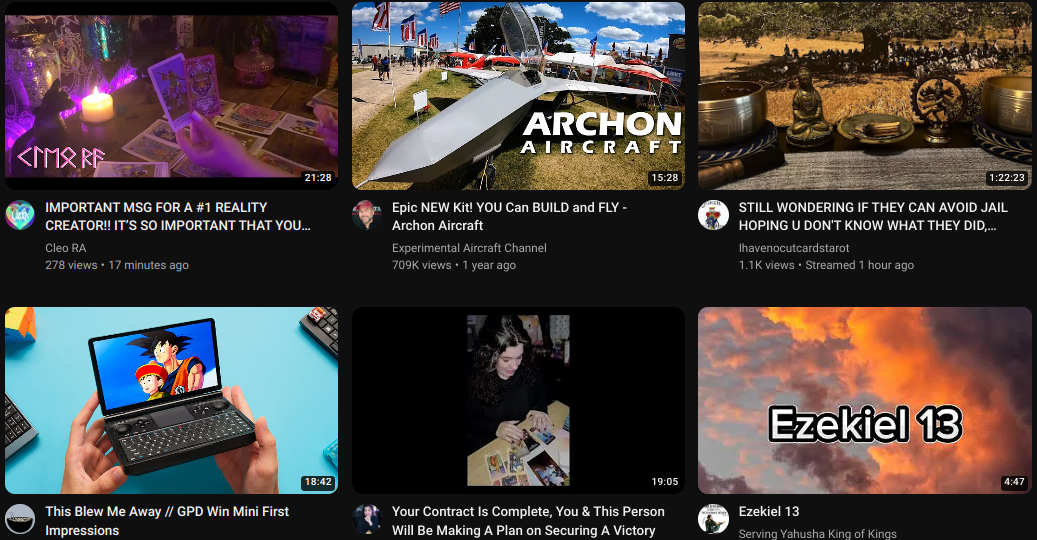 CLEO RA
21:28
ARCHON
AIRCRAFT
15:28
1:22:23
IMPORTANT MSG FOR A #1 REALITY
CREATOR!! IT'S SO IMPORTANT THAT YOU...
Cleo RA
278 views • 17 minutes ago
Epic NEW Kit! YOU Can BUILD and FLY -
Archon Aircraft
Experimental Aircraft Channel
709K views • 1 year ago
STILL WONDERING IF THEY CAN AVOID JAIL
HOPING U DON'T KNOW WHAT THEY DID,...
Ihavenocutcardstarot
1.1K views • Streamed 1 hour ago
18:42
19:05
Ezekiel 13
4:47
This Blew Me Away // GPD Win Mini First
Impressions
Your Contract Is Complete, You & This Person
Will Be Making A Plan on Securing A Victory
Ezekiel 13
Serving Yahusha King of Kings